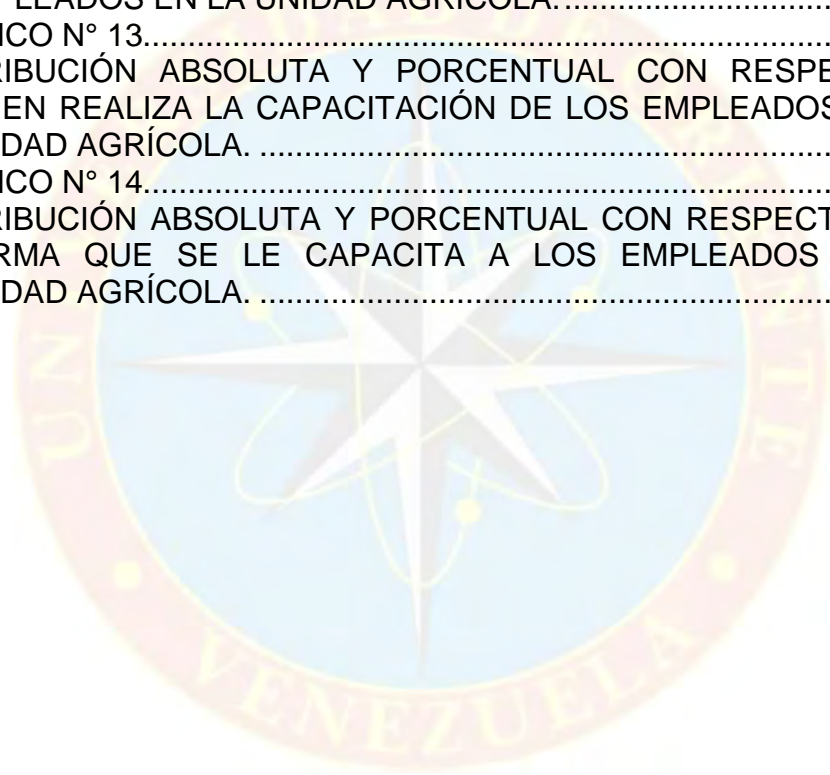 LEADOS EN LA UNIDAD AGRÍCOLA. ................................
ICO N° 13................................................................
RIBUCIÓN ABSOLUTA Y PORCENTUAL CON RESPE
EN REALIZA LA CAPACITACIÓN DE LOS EMPLEADOS
DAD AGRÍCOLA. ................................................................
ICO N° 14................................................................
RIBUCIÓN ABSOLUTA Y PORCENTUAL CON RESPECT
RMA QUE SE LE CAPACITA A LOS EMPLEADOS
DAD AGRÍCOLA. ................................................................
VENEZUELA